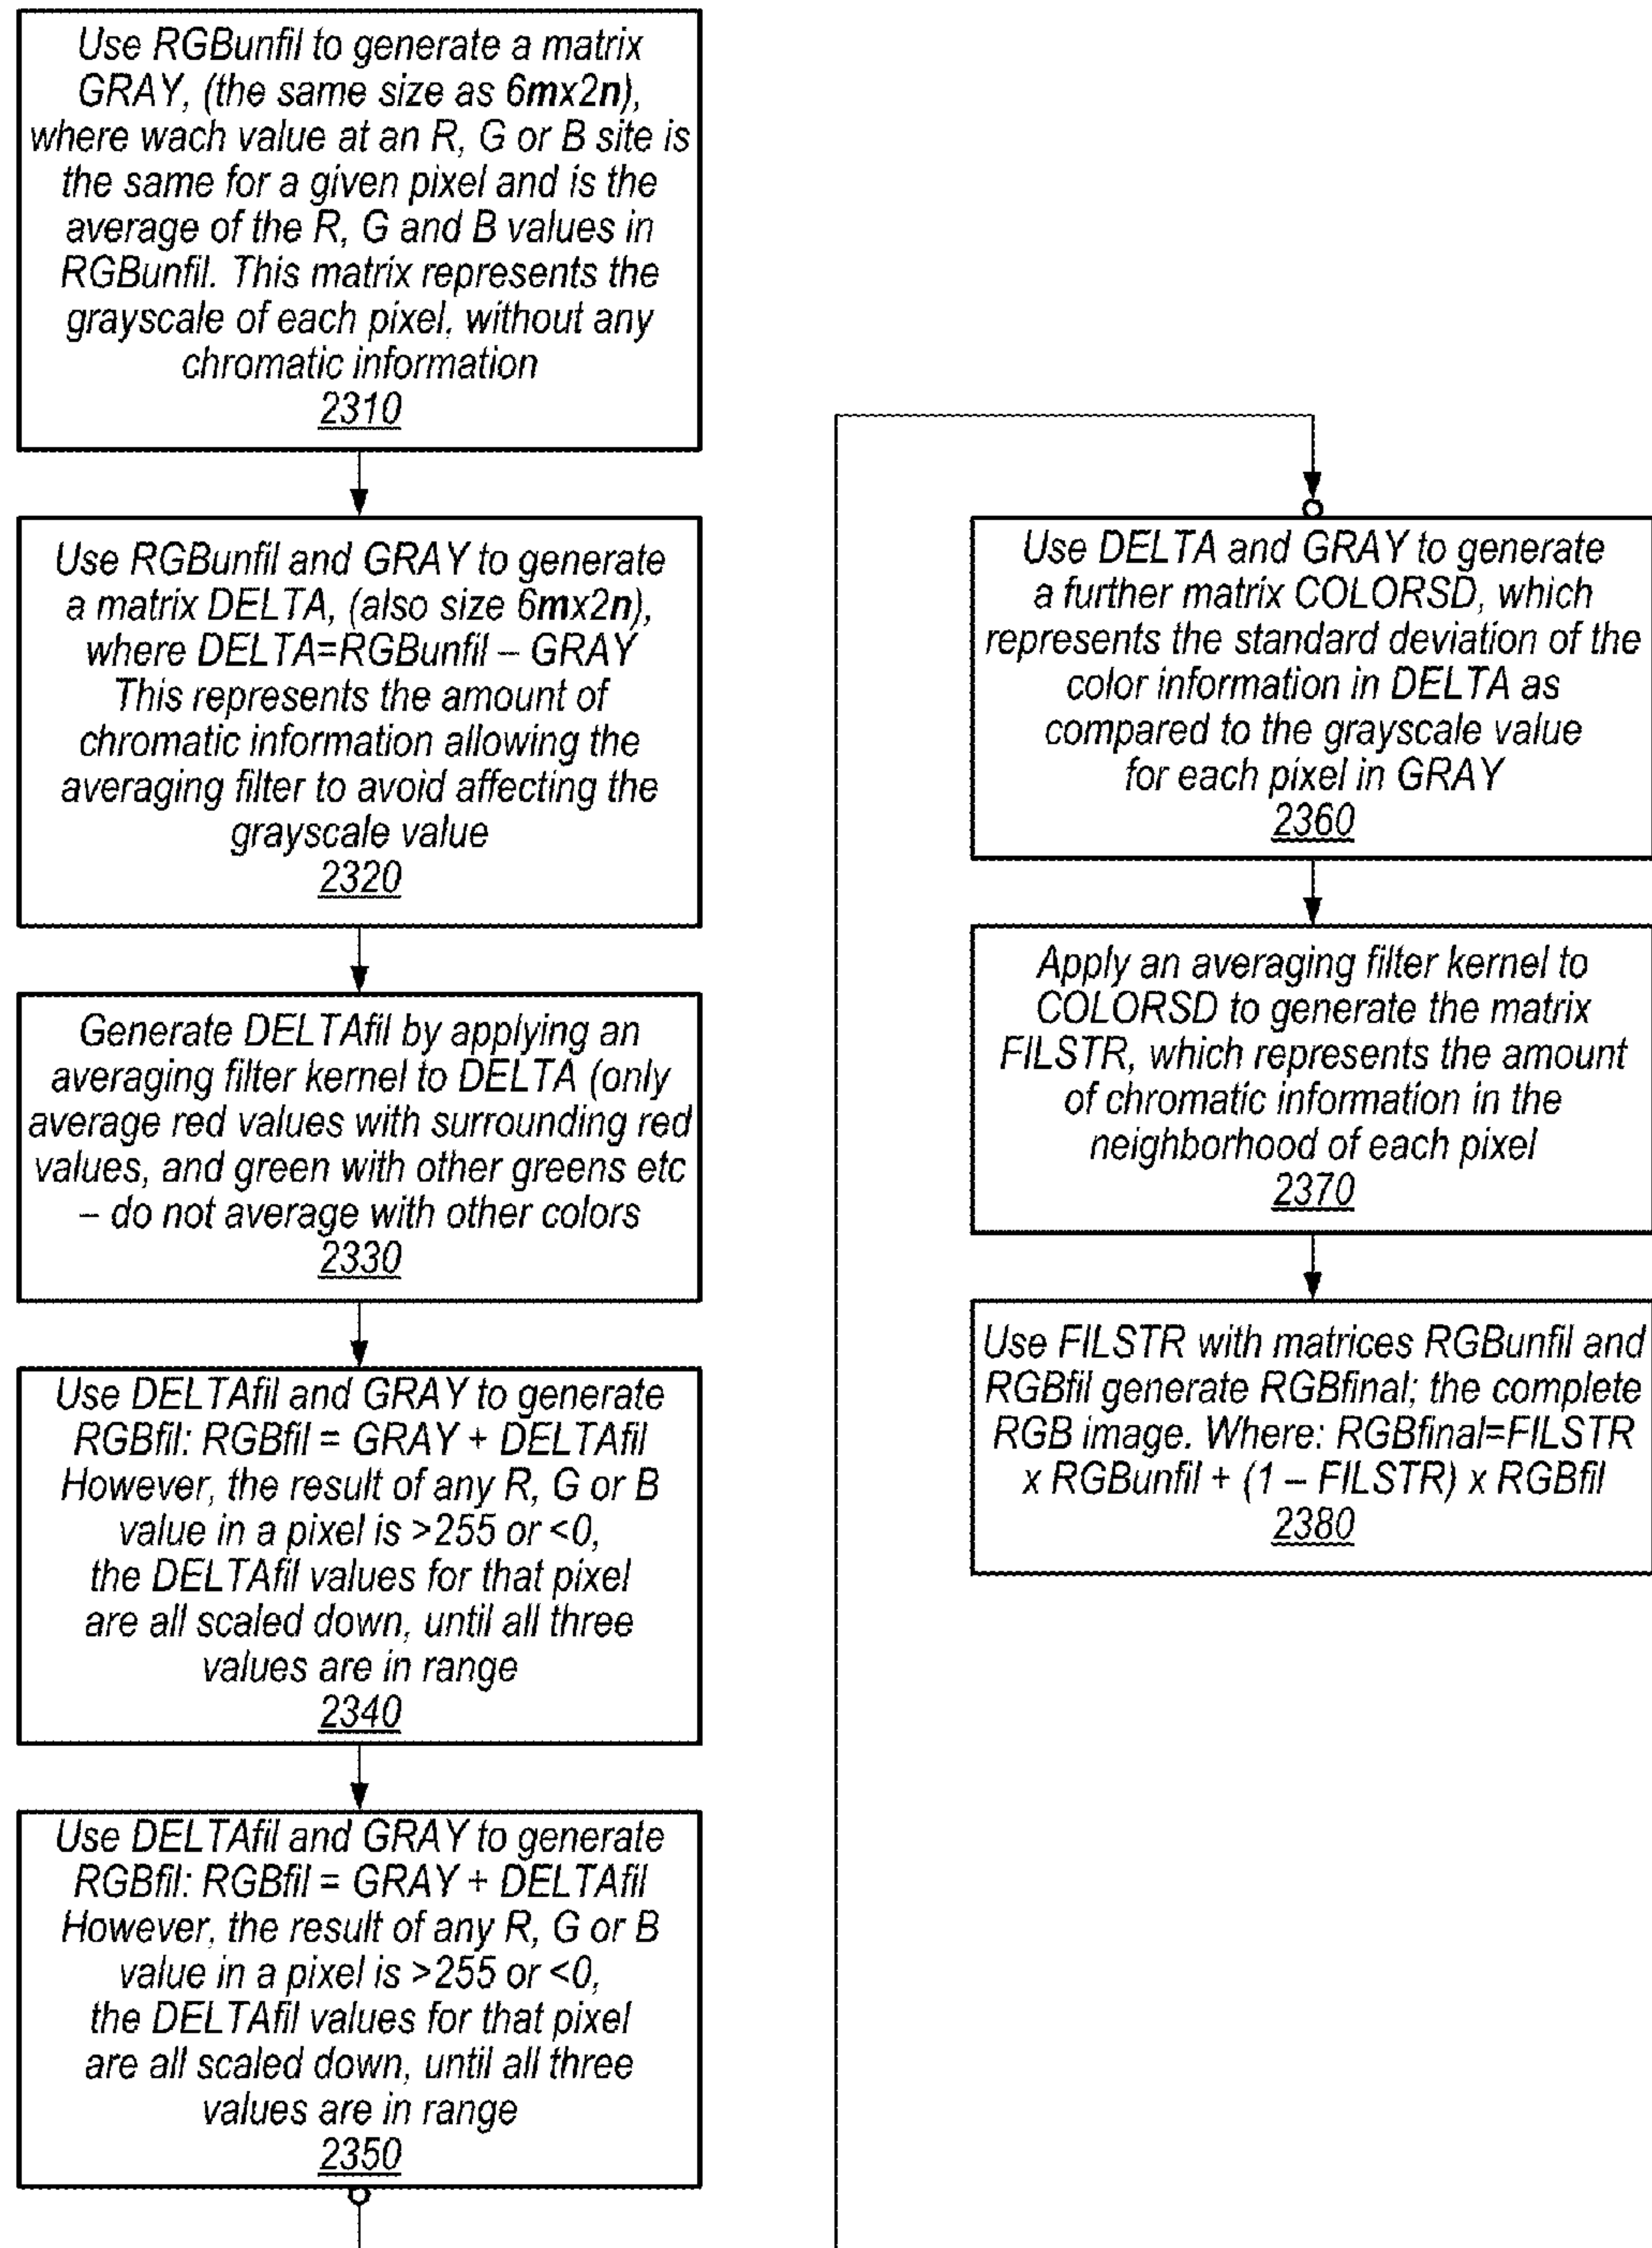 Use RGBunfil to generate a matrix
GRAY, (the same size as 6mx2n),
where wach value at an R, G or B site is
the same for a given pixel and is the
average of the R, G and B values in
RGBunfil. This matrix represents the
grayscale of each pixel, without any
chromatic information
2310
Use RGBunfil and GRAY to generate
a matrix DELTA, (also size 6mx2n),
where DELTA=RGBunfil – GRAY
This represents the amount of
chromatic information allowing the
averaging filter to avoid affecting the
grayscale value
2320
Generate DELTAfil by applying an
averaging filter kernel to DELTA (only
average red values with surrounding red
values, and green with other greens etc
– do not average with other colors
2330
Use DELTAfil and GRAY to generate
RGBfil: RGBfil = GRAY + DELTAfil
However, the result of any R, G or B
value in a pixel is >255 or <0,
the DELTAfil values for that pixel
are all scaled down, until all three
values are in range
2340
Use DELTAfil and GRAY to generate
RGBfil: RGBfil = GRAY + DELTAfil
However, the result of any R, G or B
value in a pixel is >255 or <0,
the DELTAfil values for that pixel
are all scaled down, until all three
values are in range
2350
Use DELTA and GRAY to generate
a further matrix COLORSD, which
represents the standard deviation of the
color information in DELTA as
compared to the grayscale value
for each pixel in GRAY
2360
Apply an averaging filter kernel to
COLORSD to generate the matrix
FILSTR, which represents the amount
of chromatic information in the
neighborhood of each pixel
2370
Use FILSTR with matrices RGBunfil and
RGBfil generate RGBfinal; the complete
RGB image. Where: RGBfinal=FILSTR
x RGBunfil + (1 – FILSTR) x RGBfil
2380